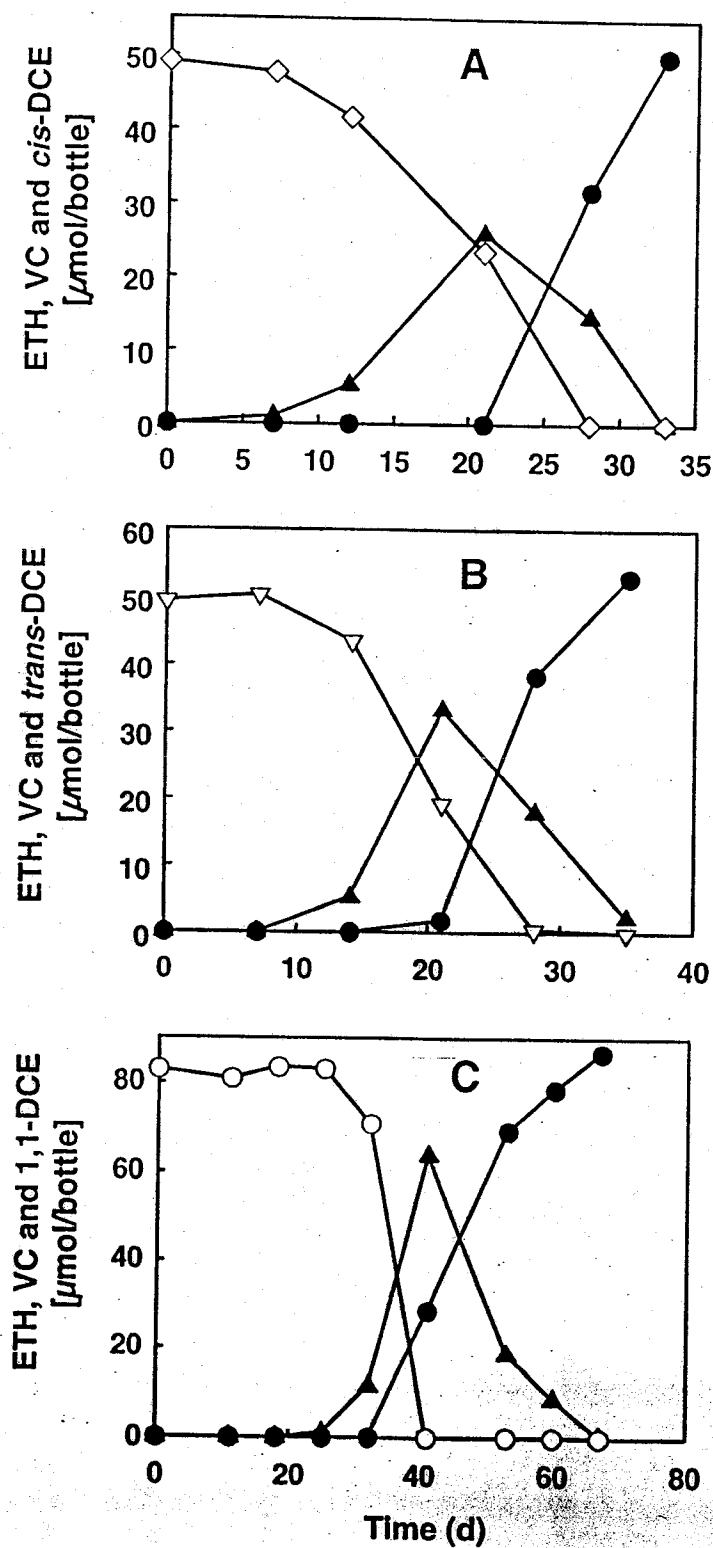 A
ETH, VC and cis-DCE
[μmol/bottle]
50
40
30
20
10
0
0 5 10 15 20 25 30 35
B
ETH, VC and trans-DCE
[μmol/bottle]
60
50
40
30
20
10
0
0 10 20 30 40
C
ETH, VC and 1,1-DCE
[μmol/bottle]
80
60
40
20
0
0 20 40 60 80
Time (d)